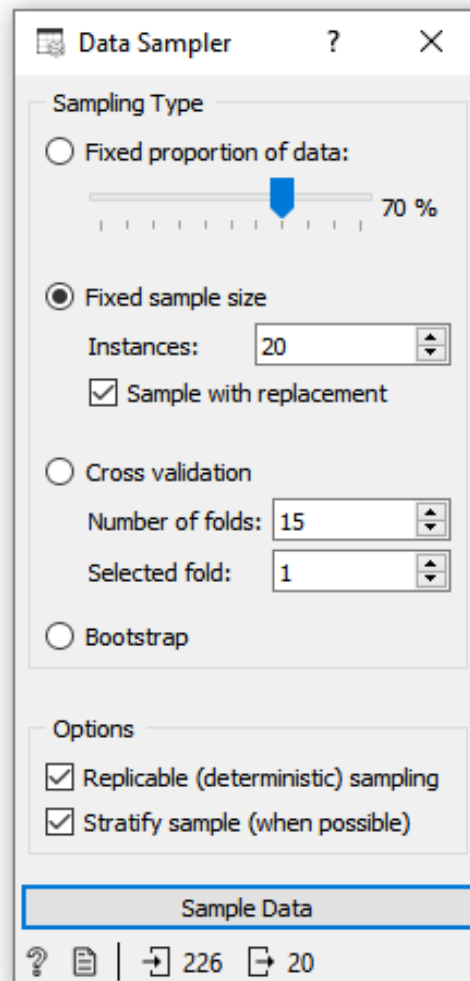 Data Sampler ?
Sampling Type
Fixed proportion of data:
70 %
Fixed sample size
Instances: 20
Sample with replacement
Cross validation
Number of folds: 15
Selected fold: 1
Bootstrap
Options
Replicable (deterministic) sampling
Stratify sample (when possible)
Sample Data
? 226 20